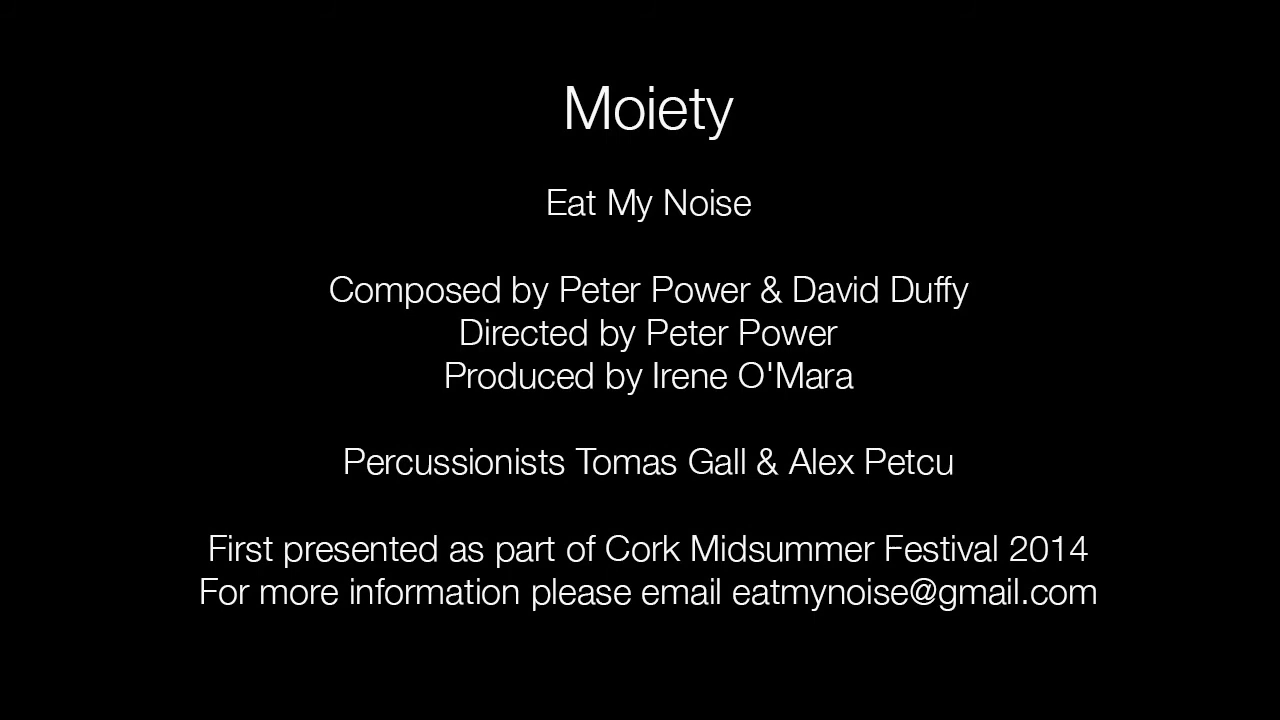 Moiety
Eat My Noise
Composed by Peter Power & David Duffy
Directed by Peter Power
Produced by Irene O'Mara
Percussionists Tomas Gall & Alex Petcu
First presented as part of Cork Midsummer Festival 2014
For more information please email eatmynoise@gmail.com